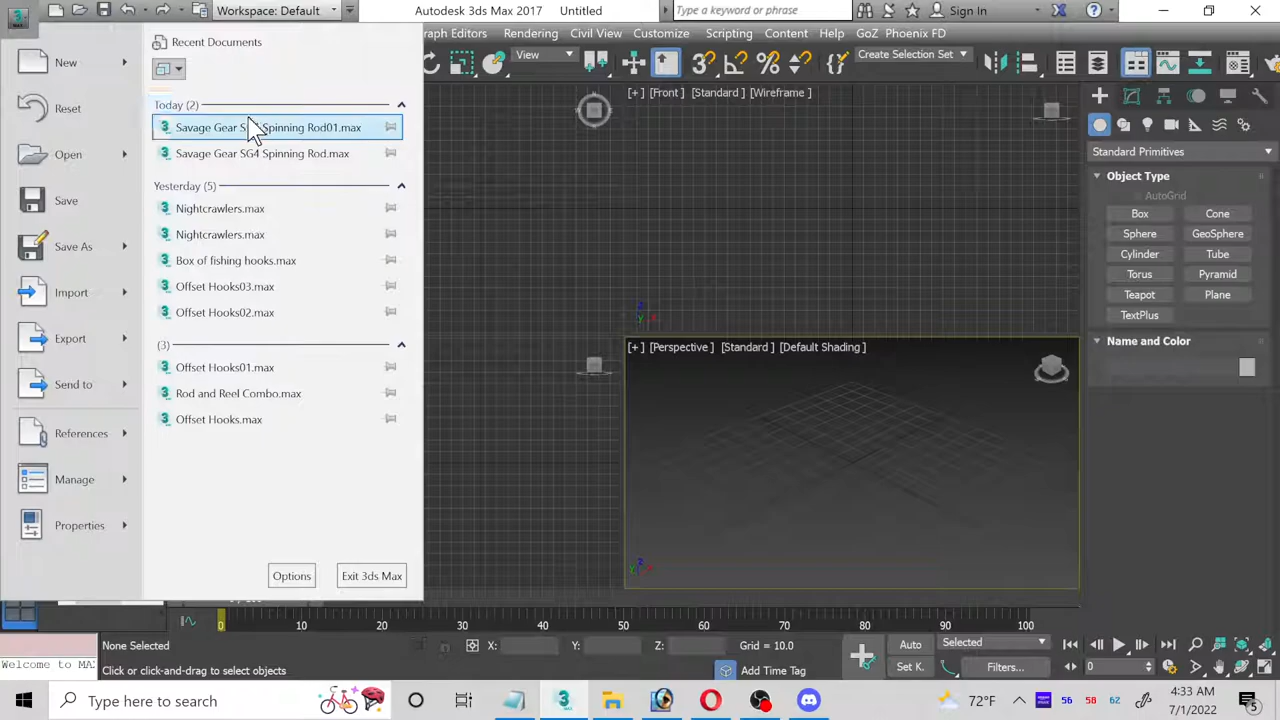 Workspace: Default
Autodesk 3ds Max 2017
Untitled
Type a keyword or phrase
Sign In
Graph Editors
Rendering
Civil View
Customize
Scripting
Content
Help
GoZ
Phoenix FD
View
Create Selection Set
Recent Documents
New
Reset
Open
Save
Save As
Import
Export
Send to
References
Manage
Properties
Today (2)
Savage Gear SG4 Spinning Rod01.max
Savage Gear SG4 Spinning Rod.max
Yesterday (5)
Nightcrawlers.max
Nightcrawlers.max
Box of fishing hooks.max
Offset Hooks03.max
Offset Hooks02.max
(3)
Offset Hooks01.max
Rod and Reel Combo.max
Offset Hooks.max
Options
Exit 3ds Max
[+] [Front] [Standard] [Wireframe]
[+] [Perspective] [Standard] [Default Shading]
Standard Primitives
Object Type
AutoGrid
Box
Cone
Sphere
GeoSphere
Cylinder
Tube
Torus
Pyramid
Teapot
Plane
TextPlus
Name and Color
0 10 20 30 40 50 60 70 80 90 100
None Selected
X:
Y:
Z:
Grid = 10.0
Auto
Selected
Welcome to MA
Click or click-and-drag to select objects
Add Time Tag
Set K.
Filters...
0
Type here to search
72°F
56
58
62
4:33 AM
7/1/2022
5